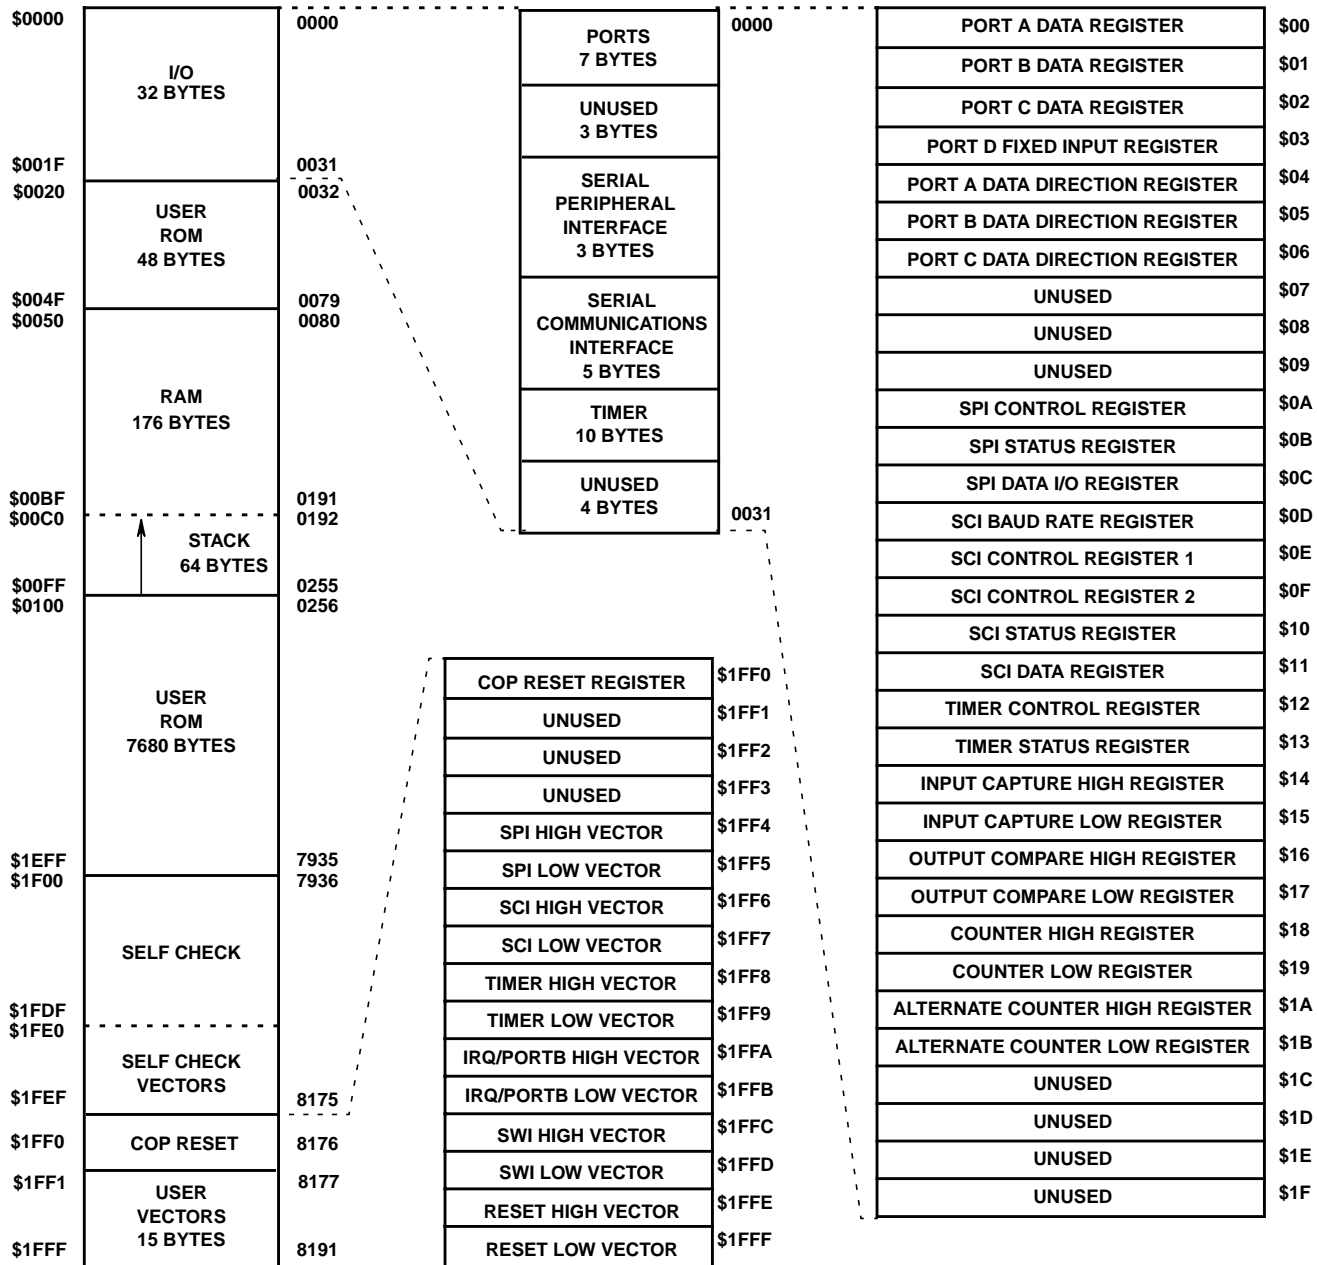 $0000
0000
I/O
32 BYTES
$001F
0031
$0020
0032
USER
ROM
48 BYTES
$004F
0079
$0050
0080
RAM
176 BYTES
$00BF
0191
$00C0
0192
STACK
64 BYTES
$00FF
0255
$0100
0256
USER
ROM
7680 BYTES
$1EFF
7935
$1F00
7936
SELF CHECK
$1FDF
$1FE0
SELF CHECK
VECTORS
$1FEF
8175
$1FF0
COP RESET
8176
$1FF1
8177
USER
VECTORS
15 BYTES
$1FFF
8191
0000
PORTS
7 BYTES
UNUSED
3 BYTES
SERIAL
PERIPHERAL
INTERFACE
3 BYTES
SERIAL
COMMUNICATIONS
INTERFACE
5 BYTES
TIMER
10 BYTES
UNUSED
4 BYTES
0031
COP RESET REGISTER $1FF0
UNUSED $1FF1
UNUSED $1FF2
UNUSED $1FF3
SPI HIGH VECTOR $1FF4
SPI LOW VECTOR $1FF5
SCI HIGH VECTOR $1FF6
SCI LOW VECTOR $1FF7
TIMER HIGH VECTOR $1FF8
TIMER LOW VECTOR $1FF9
IRQ/PORTB HIGH VECTOR $1FFA
IRQ/PORTB LOW VECTOR $1FFB
SWI HIGH VECTOR $1FFC
SWI LOW VECTOR $1FFD
RESET HIGH VECTOR $1FFE
RESET LOW VECTOR $1FFF
PORT A DATA REGISTER $00
PORT B DATA REGISTER $01
PORT C DATA REGISTER $02
PORT D FIXED INPUT REGISTER $03
PORT A DATA DIRECTION REGISTER $04
PORT B DATA DIRECTION REGISTER $05
PORT C DATA DIRECTION REGISTER $06
UNUSED $07
UNUSED $08
UNUSED $09
SPI CONTROL REGISTER $0A
SPI STATUS REGISTER $0B
SPI DATA I/O REGISTER $0C
SCI BAUD RATE REGISTER $0D
SCI CONTROL REGISTER 1 $0E
SCI CONTROL REGISTER 2 $0F
SCI STATUS REGISTER $10
SCI DATA REGISTER $11
TIMER CONTROL REGISTER $12
TIMER STATUS REGISTER $13
INPUT CAPTURE HIGH REGISTER $14
INPUT CAPTURE LOW REGISTER $15
OUTPUT COMPARE HIGH REGISTER $16
OUTPUT COMPARE LOW REGISTER $17
COUNTER HIGH REGISTER $18
COUNTER LOW REGISTER $19
ALTERNATE COUNTER HIGH REGISTER $1A
ALTERNATE COUNTER LOW REGISTER $1B
UNUSED $1C
UNUSED $1D
UNUSED $1E
UNUSED $1F